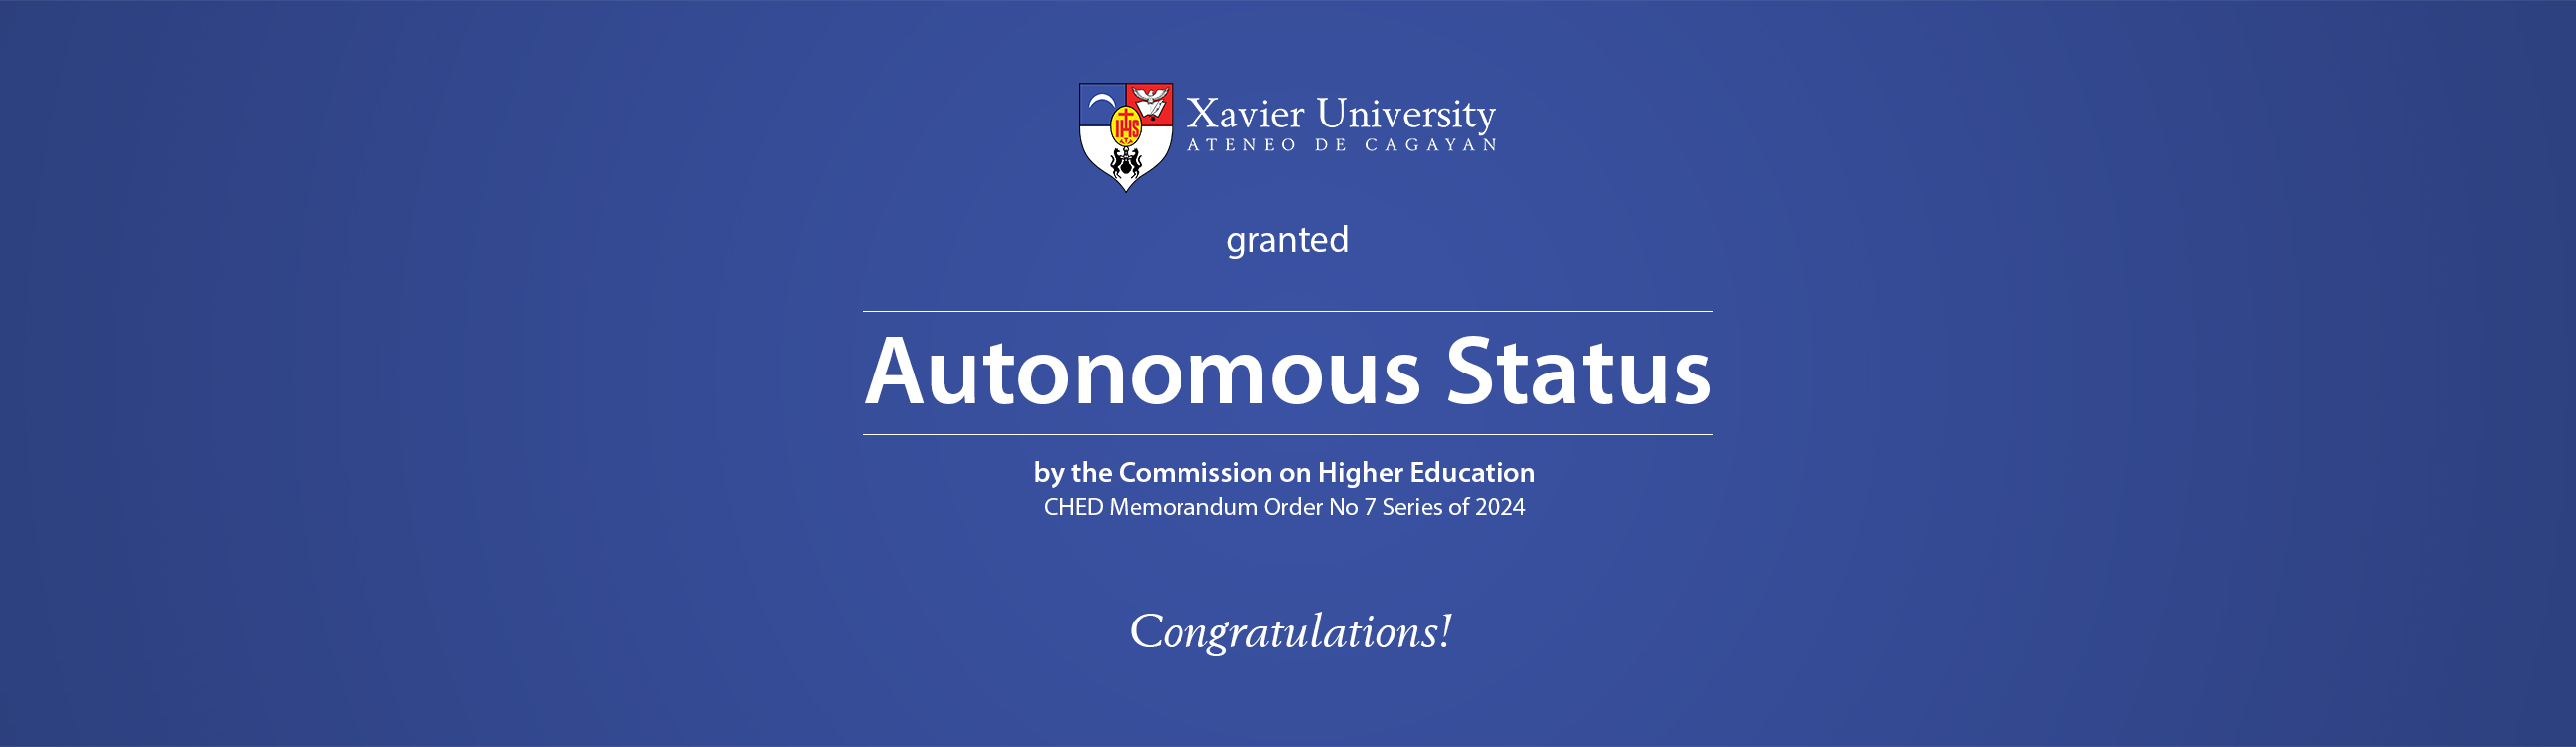 IHS
Xavier University
ATENEO DE CAGAYAN
granted
Autonomous Status
by the Commission on Higher Education
CHED Memorandum Order No 7 Series of 2024
Congratulations!